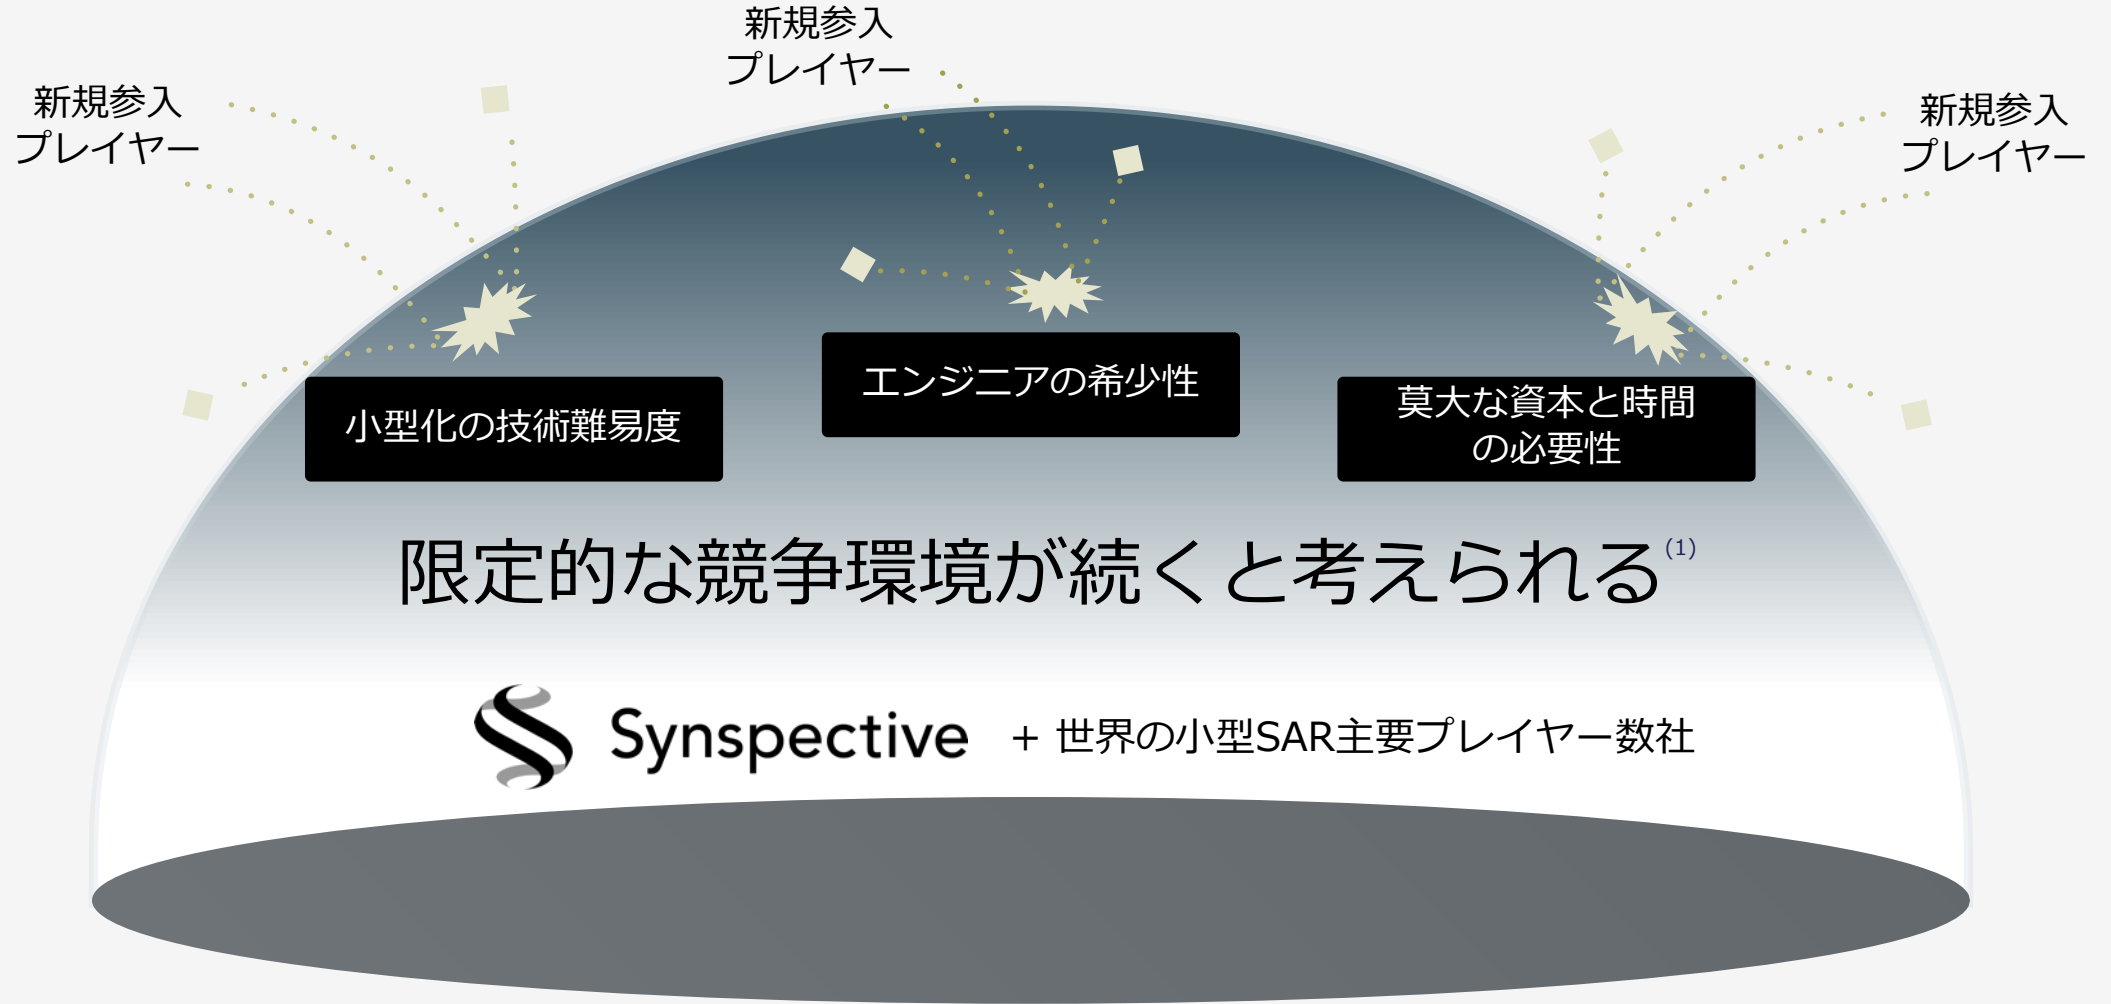 新規参入
プレイヤー
新規参入
プレイヤー
新規参入
プレイヤー
小型化の技術難易度
エンジニアの希少性
莫大な資本と時間
の必要性
限定的な競争環境が続くと考えられる(1)
Synspective + 世界の小型SAR主要プレイヤー数社